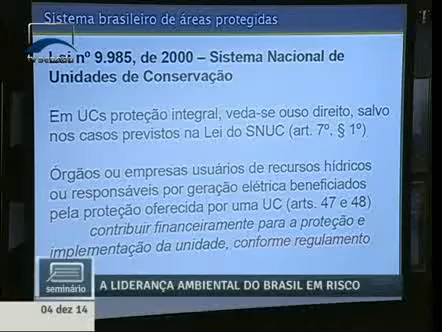 Sistema brasileiro de áreas protegidas
Lei nº 9.985, de 2000 – Sistema Nacional de
Unidades de Conservação
Em UCs proteção integral, veda-se ouso direito, salvo
nos casos previstos na Lei do SNUC (art. 7º, § 1º)
Órgãos ou empresas usuários de recursos hídricos
ou responsáveis por geração elétrica beneficiados
pela proteção oferecida por uma UC (arts. 47 e 48)
contribuir financeiramente para a proteção e
implementação da unidade, conforme regulamento
seminário
A LIDERANÇA AMBIENTAL DO BRASIL EM RISCO
04 dez 14